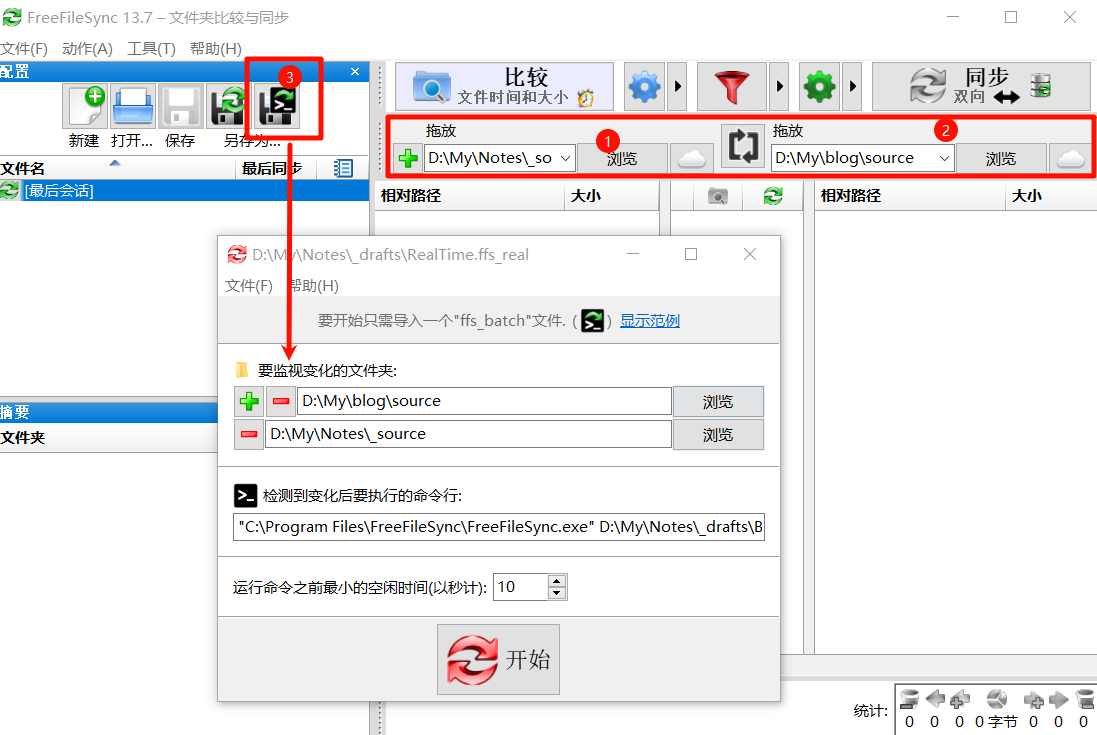 FreeFileSync 13.7 – 文件夹比较与同步
文件(F) 动作(A) 工具(T) 帮助(H)
配置
3
新建 打开... 保存 另存为...
文件名 最后同步
[最后会话]
比较
文件时间和大小
同步
双向
拖放
1
D:\My\Notes\_so
浏览
拖放
2
D:\My\blog\source
浏览
相对路径 大小
相对路径 大小
D:\My\Notes\_drafts\RealTime.ffs_real
文件(F) 帮助(H)
要开始只需导入一个"ffs_batch"文件. ( ) 显示范例
要监视变化的文件夹:
D:\My\blog\source 浏览
D:\My\Notes\_source 浏览
检测到变化后要执行的命令行:
"C:\Program Files\FreeFileSync\FreeFileSync.exe" D:\My\Notes\_drafts\B
运行命令之前最小的空闲时间(以秒计): 10
开始
摘要
文件夹
统计: 0 0 0 0 字节 0 0 0